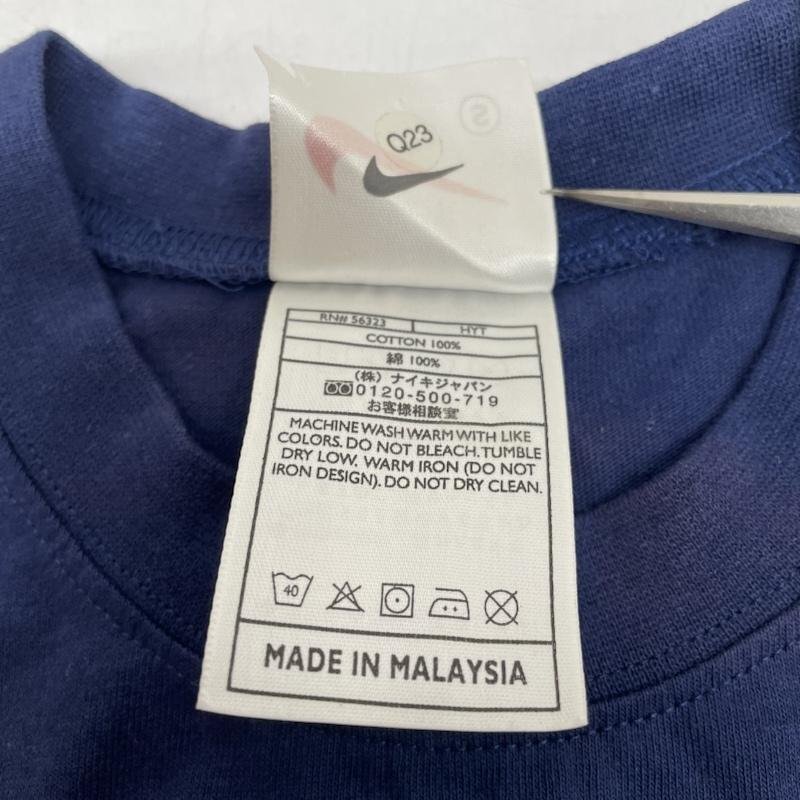 S
Q23
RN# 56323 HYT
COTTON 100%
綿 100%
(株) ナイキジャパン
0120-500-719
お客様相談室
MACHINE WASH WARM WITH LIKE
COLORS. DO NOT BLEACH. TUMBLE
DRY LOW. WARM IRON (DO NOT
IRON DESIGN). DO NOT DRY CLEAN.
40
MADE IN MALAYSIA